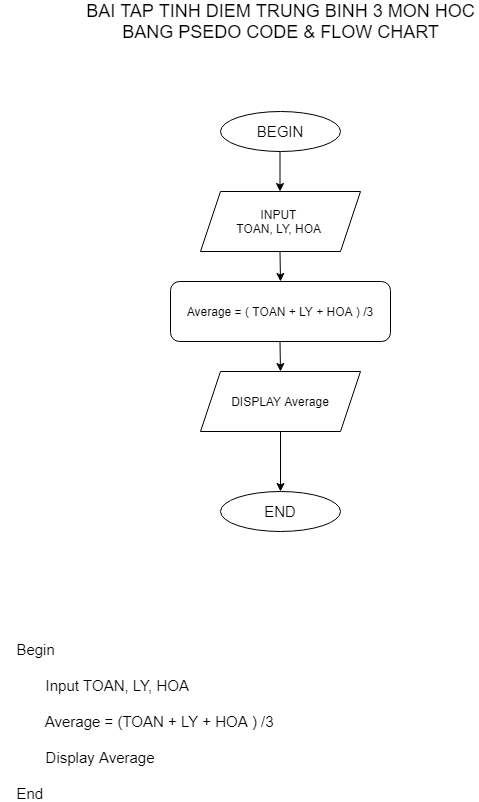 BAI TAP TINH DIEM TRUNG BINH 3 MON HOC
BANG PSEDO CODE & FLOW CHART
BEGIN
INPUT
TOAN, LY, HOA
Average = ( TOAN + LY + HOA ) /3
DISPLAY Average
END
Begin
Input TOAN, LY, HOA
Average = (TOAN + LY + HOA ) /3
Display Average
End